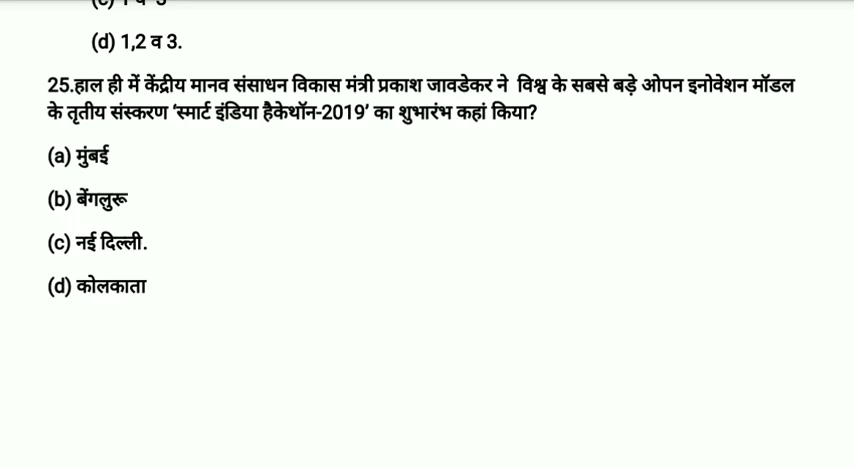 (d) 1,2 व 3.
25.हाल ही में केंद्रीय मानव संसाधन विकास मंत्री प्रकाश जावडेकर ने विश्व के सबसे बड़े ओपन इनोवेशन मॉडल
के तृतीय संस्करण ‘स्मार्ट इंडिया हैकेथॉन-2019’ का शुभारंभ कहां किया?
(a) मुंबई
(b) बेंगलुरू
(c) नई दिल्ली.
(d) कोलकाता